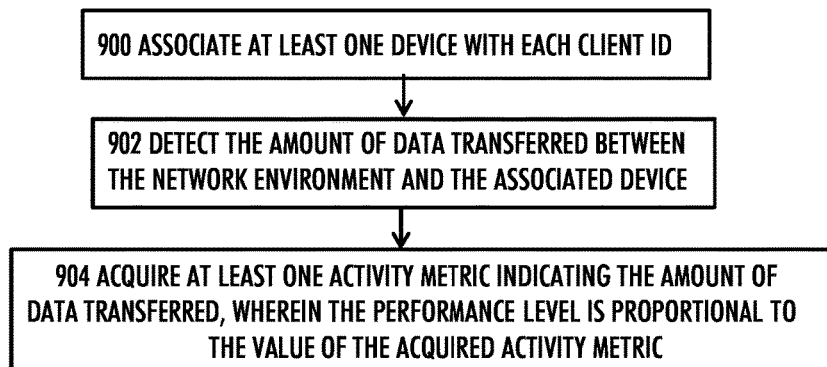 900 ASSOCIATE AT LEAST ONE DEVICE WITH EACH CLIENT ID
902 DETECT THE AMOUNT OF DATA TRANSFERRED BETWEEN
THE NETWORK ENVIRONMENT AND THE ASSOCIATED DEVICE
904 ACQUIRE AT LEAST ONE ACTIVITY METRIC INDICATING THE AMOUNT OF
DATA TRANSFERRED, WHEREIN THE PERFORMANCE LEVEL IS PROPORTIONAL TO
THE VALUE OF THE ACQUIRED ACTIVITY METRIC